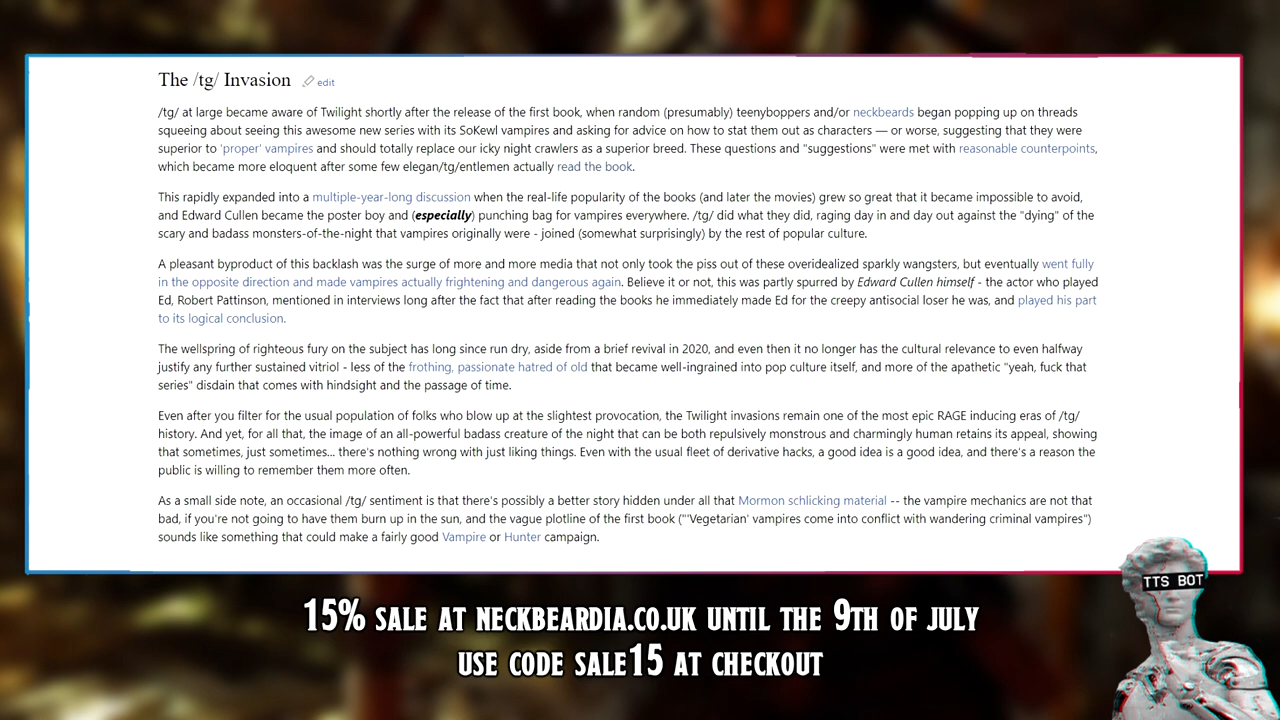 The /tg/ Invasion edit
/tg/ at large became aware of Twilight shortly after the release of the first book, when random (presumably) teenyboppers and/or neckbeards began popping up on threads
squeeing about seeing this awesome new series with its SoKewl vampires and asking for advice on how to stat them out as characters — or worse, suggesting that they were
superior to 'proper' vampires and should totally replace our icky night crawlers as a superior breed. These questions and "suggestions" were met with reasonable counterpoints,
which became more eloquent after some few elegan/tg/entlemen actually read the book.
This rapidly expanded into a multiple-year-long discussion when the real-life popularity of the books (and later the movies) grew so great that it became impossible to avoid,
and Edward Cullen became the poster boy and (especially) punching bag for vampires everywhere. /tg/ did what they did, raging day in and day out against the "dying" of the
scary and badass monsters-of-the-night that vampires originally were - joined (somewhat surprisingly) by the rest of popular culture.
A pleasant byproduct of this backlash was the surge of more and more media that not only took the piss out of these overidealized sparkly wangsters, but eventually went fully
in the opposite direction and made vampires actually frightening and dangerous again. Believe it or not, this was partly spurred by Edward Cullen himself - the actor who played
Ed, Robert Pattinson, mentioned in interviews long after the fact that after reading the books he immediately made Ed for the creepy antisocial loser he was, and played his part
to its logical conclusion.
The wellspring of righteous fury on the subject has long since run dry, aside from a brief revival in 2020, and even then it no longer has the cultural relevance to even halfway
justify any further sustained vitriol - less of the frothing, passionate hatred of old that became well-ingrained into pop culture itself, and more of the apathetic "yeah, fuck that
series" disdain that comes with hindsight and the passage of time.
Even after you filter for the usual population of folks who blow up at the slightest provocation, the Twilight invasions remain one of the most epic RAGE inducing eras of /tg/
history. And yet, for all that, the image of an all-powerful badass creature of the night that can be both repulsively monstrous and charmingly human retains its appeal, showing
that sometimes, just sometimes... there's nothing wrong with just liking things. Even with the usual fleet of derivative hacks, a good idea is a good idea, and there's a reason the
public is willing to remember them more often.
As a small side note, an occasional /tg/ sentiment is that there's possibly a better story hidden under all that Mormon schlicking material -- the vampire mechanics are not that
bad, if you're not going to have them burn up in the sun, and the vague plotline of the first book ("'Vegetarian' vampires come into conflict with wandering criminal vampires")
sounds like something that could make a fairly good Vampire or Hunter campaign.
TTS BOT
15% SALE AT NECKBEARDIA.CO.UK UNTIL THE 9TH OF JULY
USE CODE SALE15 AT CHECKOUT